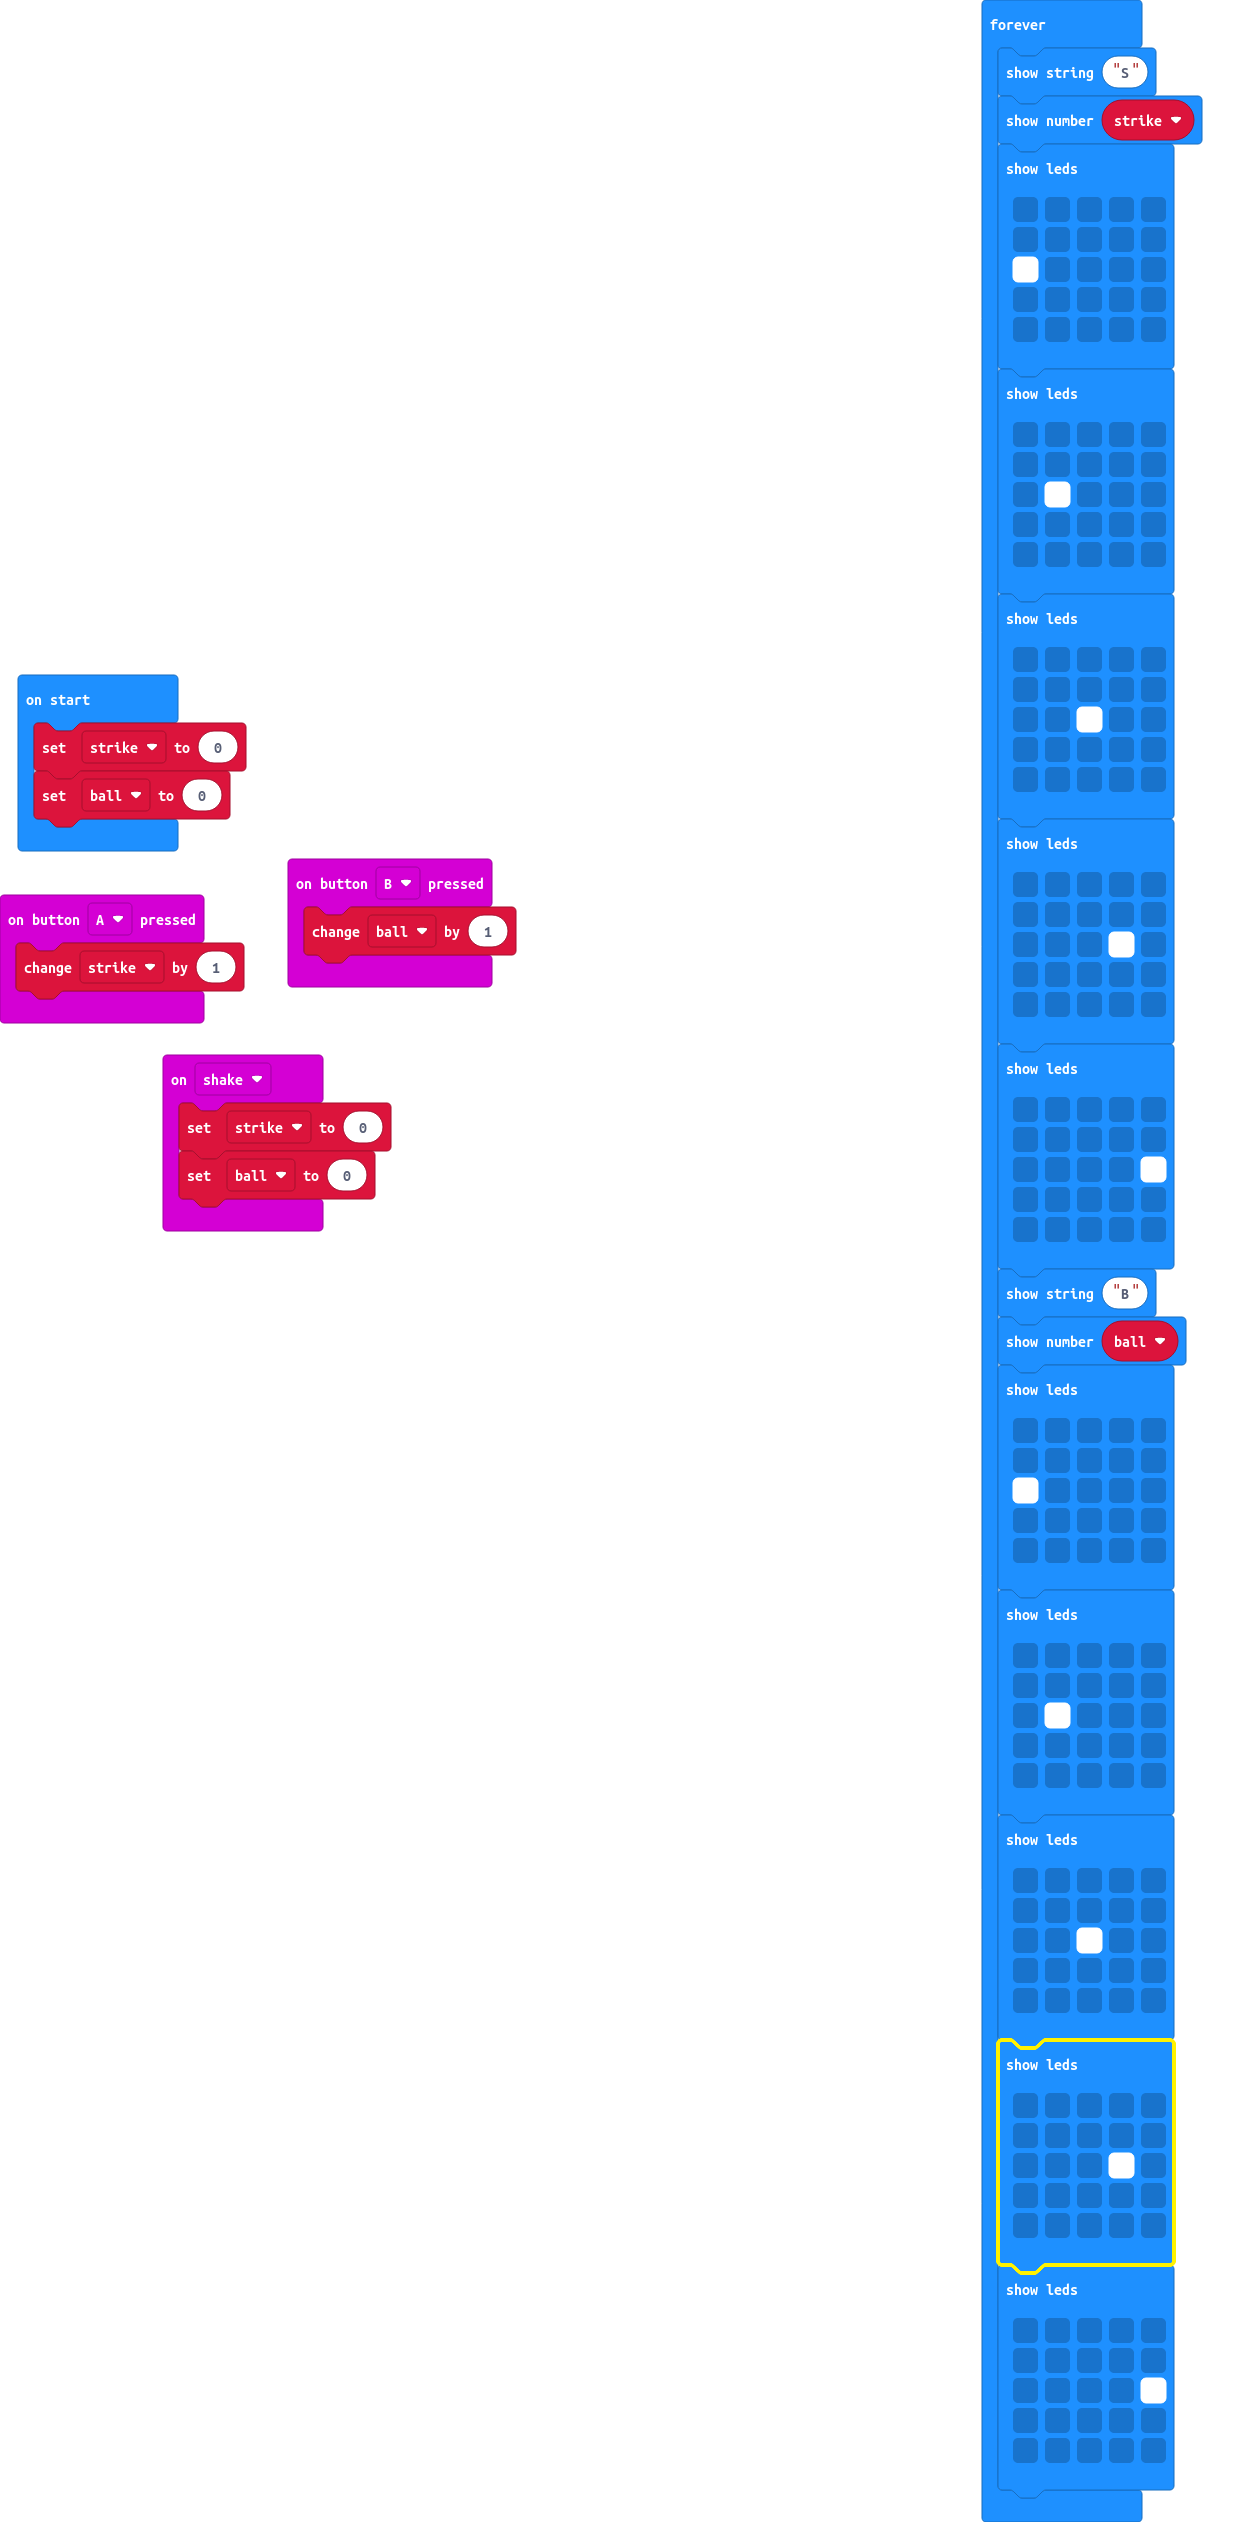 on start
set strike to 0
set ball to 0
on button A pressed
change strike by 1
on button B pressed
change ball by 1
on shake
set strike to 0
set ball to 0
forever
show string "S"
show number strike
show leds
show leds
show leds
show leds
show leds
show string "B"
show number ball
show leds
show leds
show leds
show leds
show leds